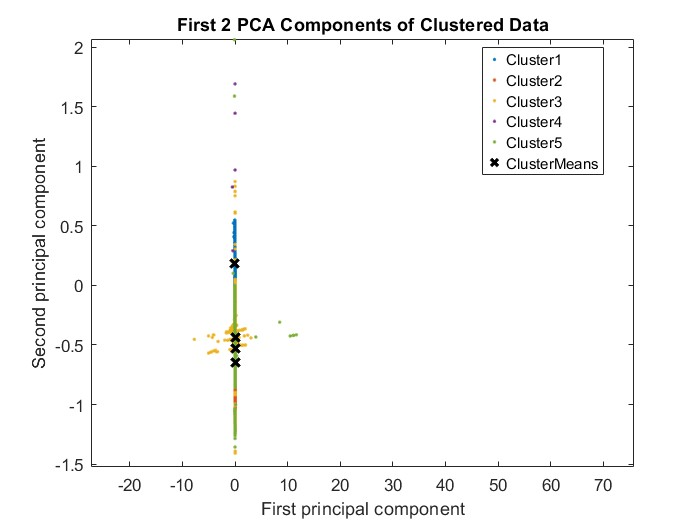 First 2 PCA Components of Clustered Data
2
1.5
1
0.5
0
-0.5
-1
-1.5
Second principal component
Cluster1
Cluster2
Cluster3
Cluster4
Cluster5
ClusterMeans
-20 -10 0 10 20 30 40 50 60 70
First principal component